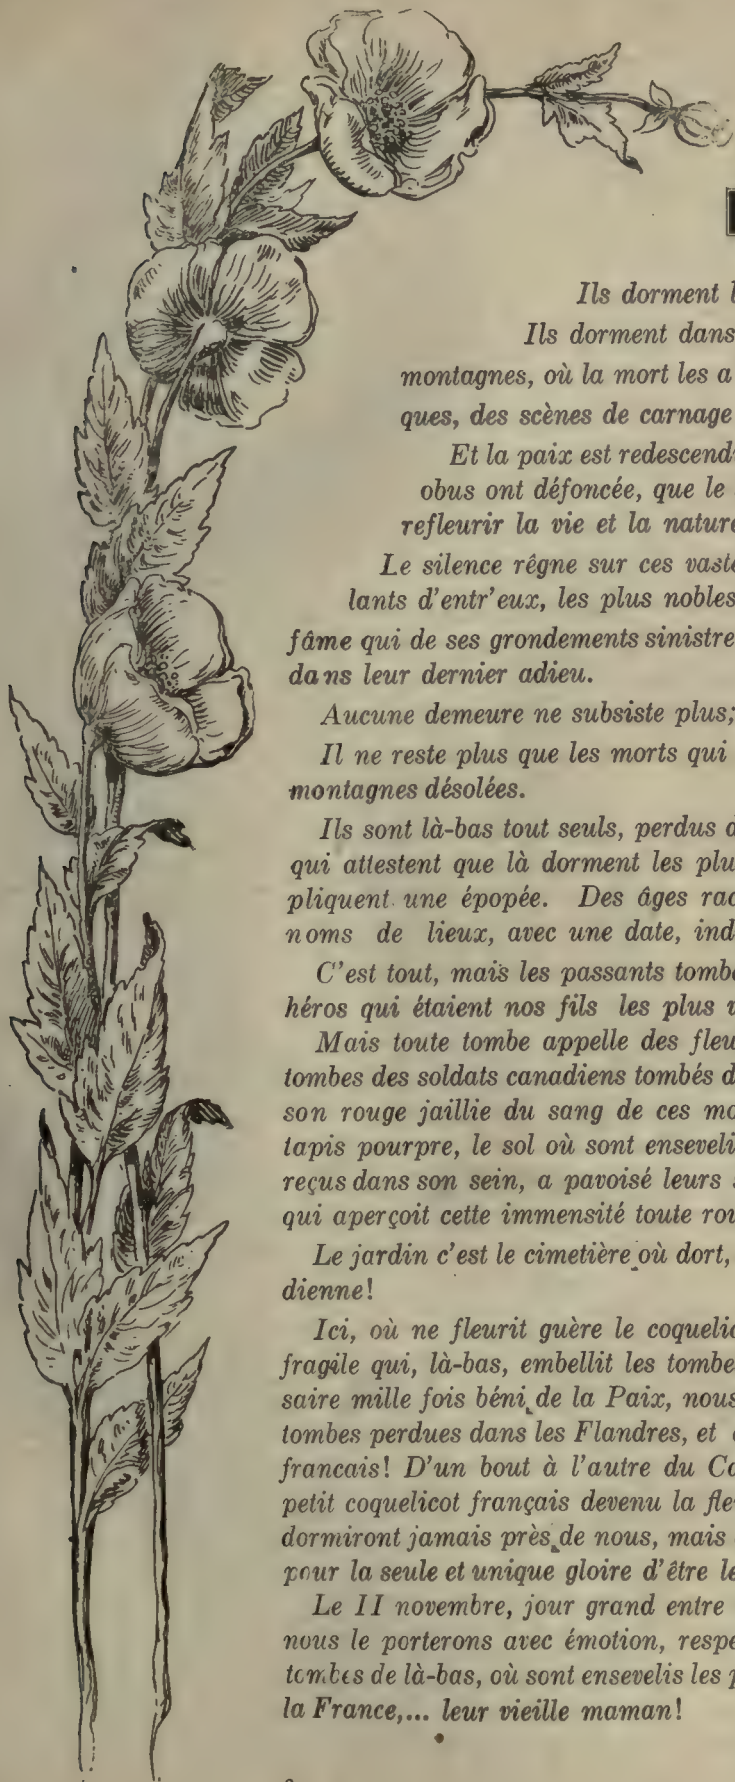 Ils dorment l
Ils dorment dans
montagnes, où la mort les a
ques, des scènes de carnage
Et la paix est redescend
obus ont défoncée, que le
refleurir la vie et la nature
Le silence rêgne sur ces vaste
lants d'entr'eux, les plus nobles
fâme qui de ses grondements sinistre
dans leur dernier adieu.
Aucune demeure ne subsiste plus;
Il ne reste plus que les morts qui
montagnes désolées.
Ils sont là-bas tout seuls, perdus d
qui attestent que là dorment les plu
pliquent une épopée. Des âges rac
noms de lieux, avec une date, ind
C'est tout, mais les passants tombe
héros qui étaient nos fils les plus v
Mais toute tombe appelle des fleu
tombes des soldats canadiens tombés d
son rouge jaillie du sang de ces mo
tapis pourpre, le sol où sont enseveli
reçus dans son sein, a pavoisé leurs
qui aperçoit cette immensité toute rou
Le jardin c'est le cimetière où dort,
dienne!
Ici, où ne fleurit guère le coquelic
fragile qui, là-bas, embellit les tombe
saire mille fois béni de la Paix, nous
tombes perdues dans les Flandres, et
francais! D'un bout à l'autre du Ca
petit coquelicot français devenu la fle
dormiront jamais près de nous, mais
pour la seule et unique gloire d'être le
Le II novembre, jour grand entre
nous le porterons avec émotion, respe
tombes de là-bas, où sont ensevelis les p
la France,... leur vieille maman!